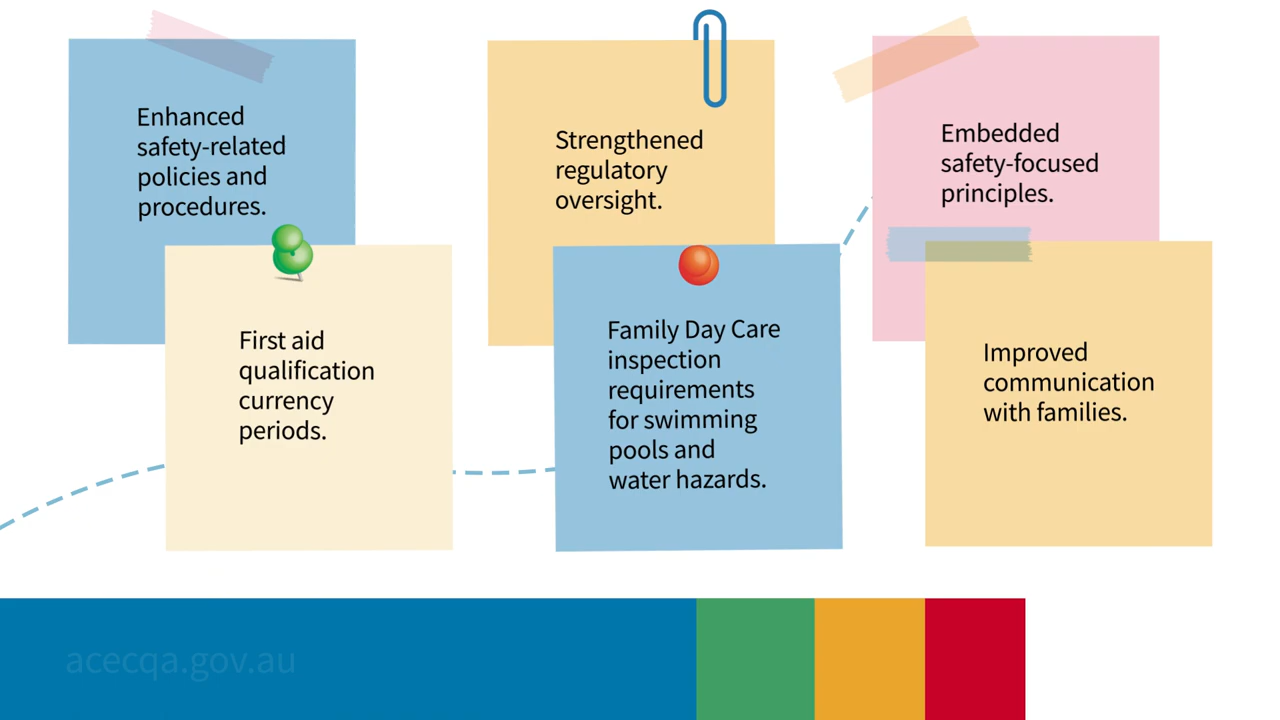 Enhanced
safety-related
policies and
procedures.
First aid
qualification
currency
periods.
Strengthened
regulatory
oversight.
Family Day Care
inspection
requirements
for swimming
pools and
water hazards.
Embedded
safety-focused
principles.
Improved
communication
with families.
acecqa.gov.au